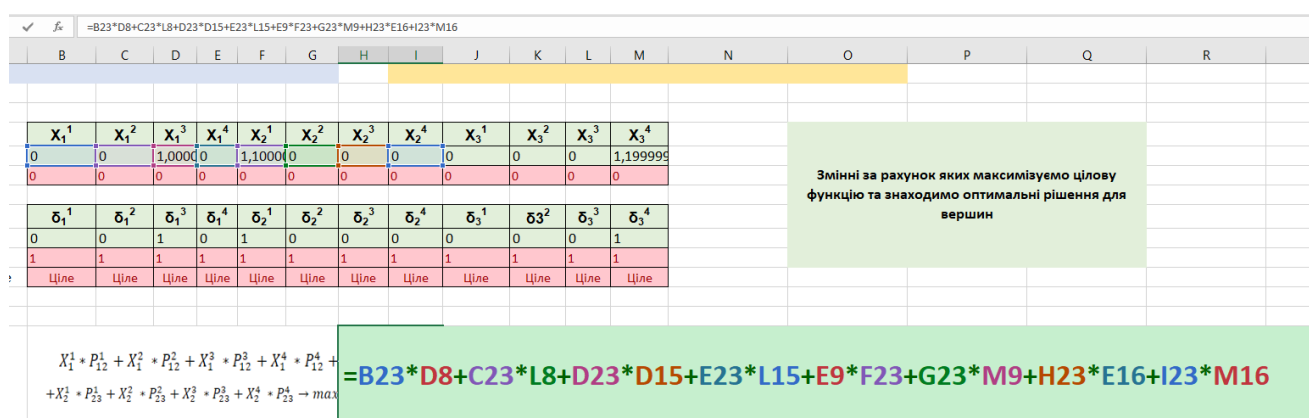 fx =B23*D8+C23*L8+D23*D15+E23*L15+E9*F23+G23*M9+H23*E16+I23*M16
B C D E F G H I J K L M N O P Q R
X₁¹ X₁² X₁³ X₁⁴ X₂¹ X₂² X₂³ X₂⁴ X₃¹ X₃² X₃³ X₃⁴
0 0 1,0000 0 1,1000 0 0 0 0 0 0 1,199999
0 0 0 0 0 0 0 0 0 0 0 0
δ₁¹ δ₁² δ₁³ δ₁⁴ δ₂¹ δ₂² δ₂³ δ₂⁴ δ₃¹ δ3² δ₃³ δ₃⁴
0 0 1 0 1 0 0 0 0 0 0 1
1 1 1 1 1 1 1 1 1 1 1 1
Ціле Ціле Ціле Ціле Ціле Ціле Ціле Ціле Ціле Ціле Ціле Ціле
Змінні за рахунок яких максимізуємо цілову
функцію та знаходимо оптимальні рішення для
вершин
X₁¹ * P₁₂¹ + X₁² * P₁₂² + X₁³ * P₁₂³ + X₁⁴ * P₁₂⁴ +
+X₂¹ * P₂₃¹ + X₂² * P₂₃² + X₂³ * P₂₃³ + X₂⁴ * P₂₃⁴ → max
=B23*D8+C23*L8+D23*D15+E23*L15+E9*F23+G23*M9+H23*E16+I23*M16